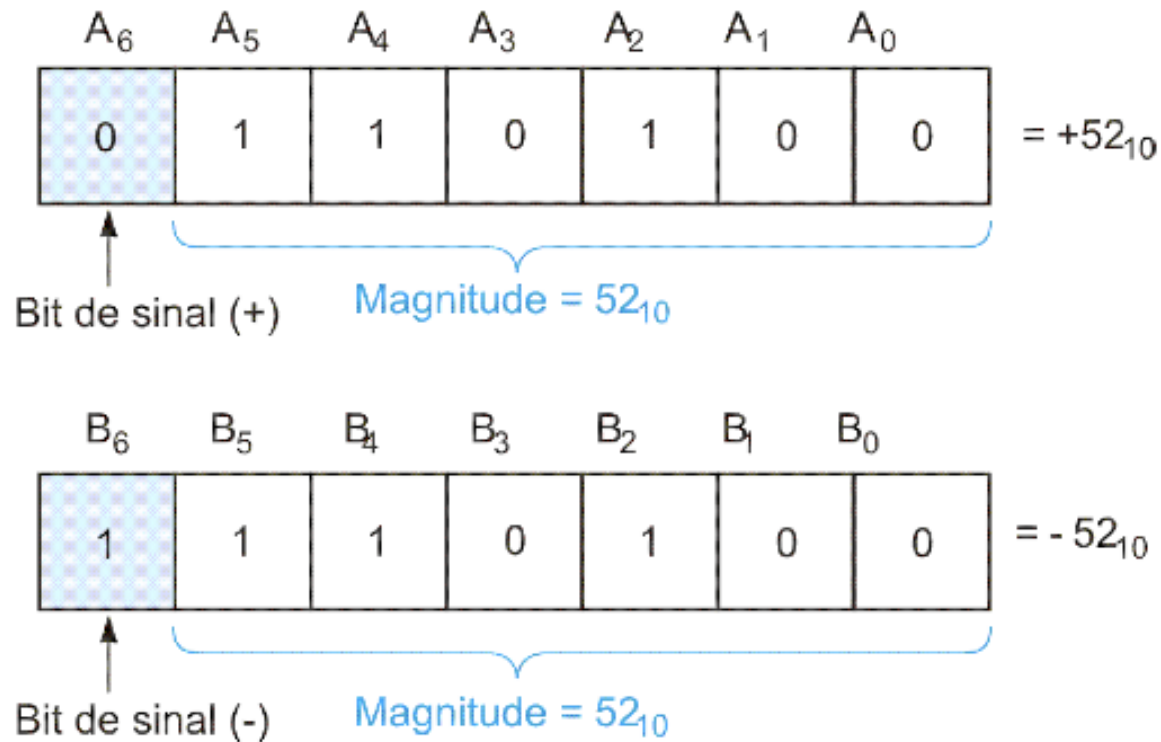 A₆ A₅ A₄ A₃ A₂ A₁ A₀
0 1 1 0 1 0 0 = +52₁₀
Magnitude = 52₁₀
Bit de sinal (+)
B₆ B₅ B₄ B₃ B₂ B₁ B₀
1 1 1 0 1 0 0 = - 52₁₀
Magnitude = 52₁₀
Bit de sinal (-)